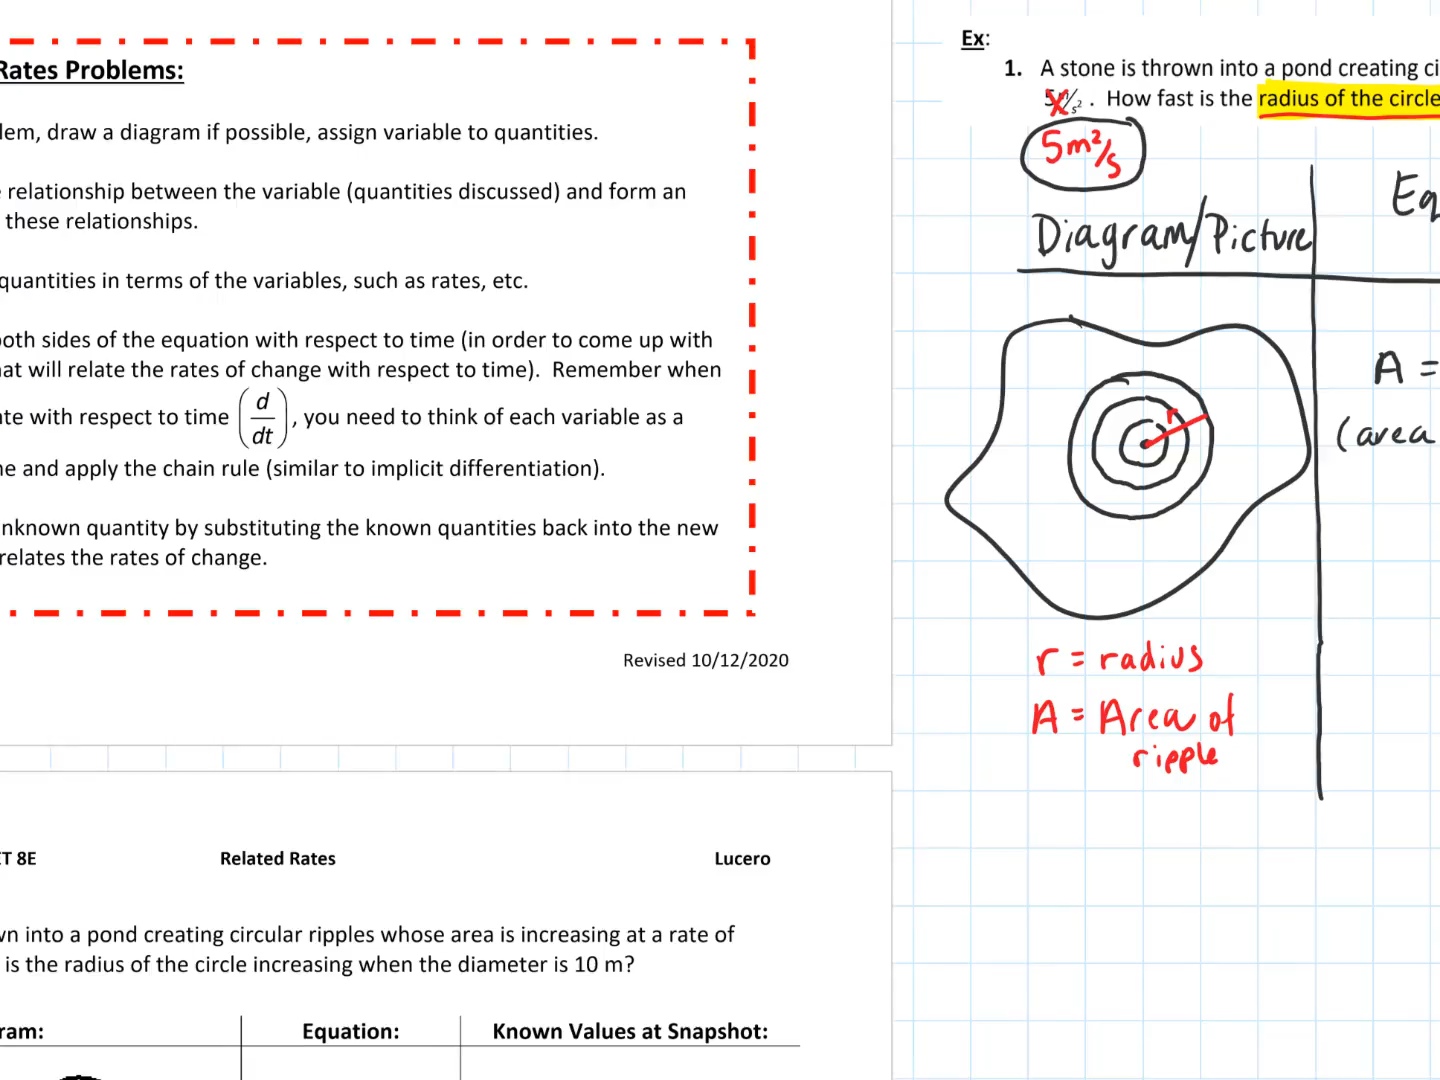 Rates Problems:
lem, draw a diagram if possible, assign variable to quantities.
e relationship between the variable (quantities discussed) and form an
these relationships.
quantities in terms of the variables, such as rates, etc.
both sides of the equation with respect to time (in order to come up with
hat will relate the rates of change with respect to time). Remember when
te with respect to time (d/dt), you need to think of each variable as a
ne and apply the chain rule (similar to implicit differentiation).
nknown quantity by substituting the known quantities back into the new
relates the rates of change.
Revised 10/12/2020
T 8E Related Rates Lucero
wn into a pond creating circular ripples whose area is increasing at a rate of
is the radius of the circle increasing when the diameter is 10 m?
ram: Equation: Known Values at Snapshot:
Ex:
1. A stone is thrown into a pond creating ci
. How fast is the radius of the circle
5m²/s
Diagram/Picture
Eq
r
A =
(area
r = radius
A = Area of
ripple